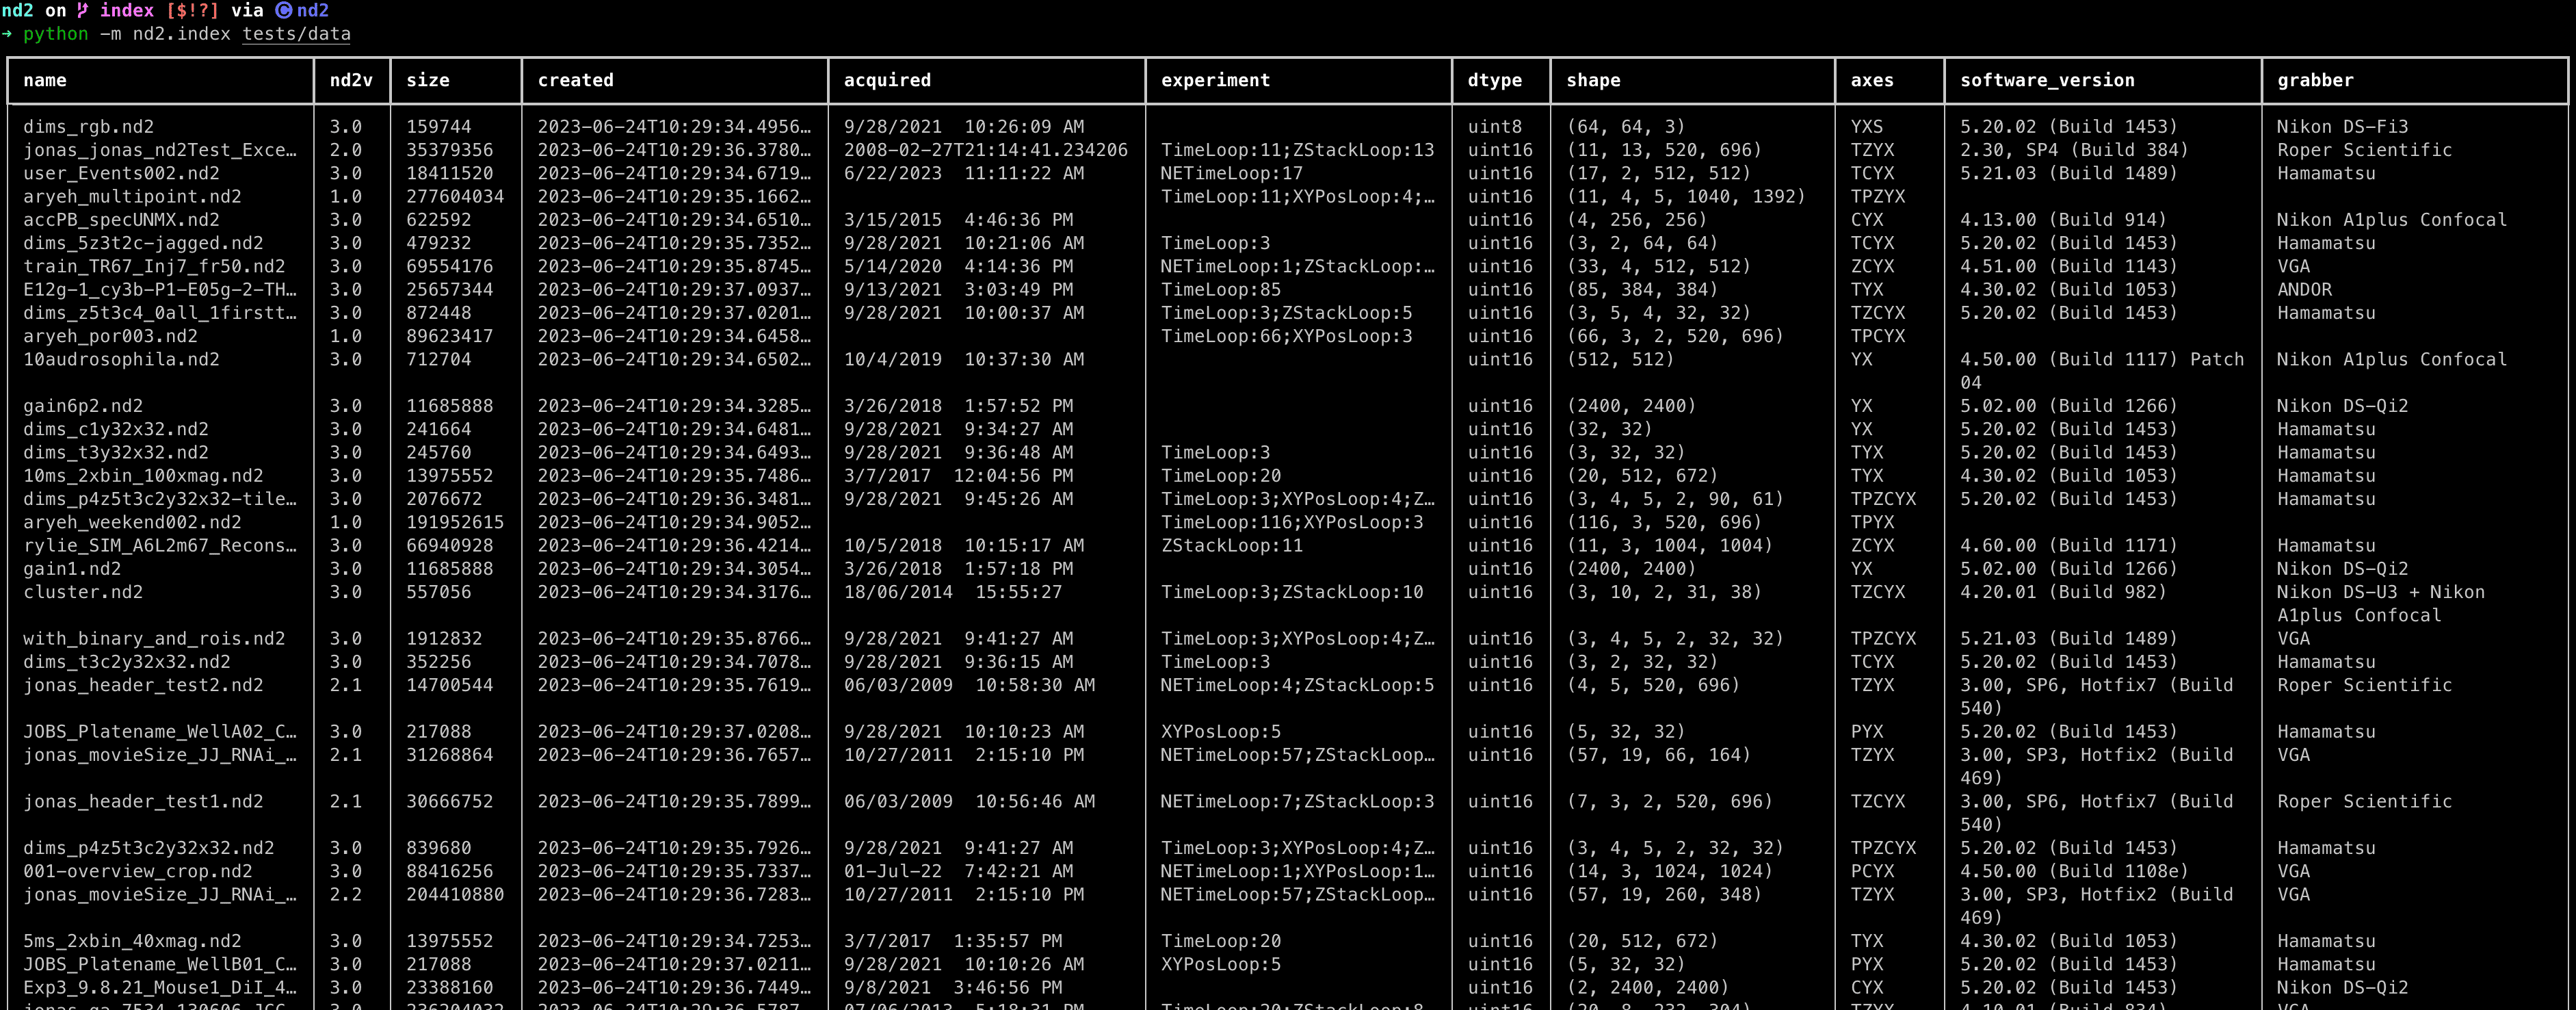 nd2 on index [$!?] via C nd2
→ python -m nd2.index tests/data
name nd2v size created acquired experiment dtype shape axes software_version grabber
dims_rgb.nd2 3.0 159744 2023-06-24T10:29:34.4956… 9/28/2021  10:26:09 AM uint8 (64, 64, 3) YXS 5.20.02 (Build 1453) Nikon DS-Fi3
jonas_jonas_nd2Test_Exce… 2.0 35379356 2023-06-24T10:29:36.3780… 2008-02-27T21:14:41.234206 TimeLoop:11;ZStackLoop:13 uint16 (11, 13, 520, 696) TZYX 2.30, SP4 (Build 384) Roper Scientific
user_Events002.nd2 3.0 18411520 2023-06-24T10:29:34.6719… 6/22/2023  11:11:22 AM NETimeLoop:17 uint16 (17, 2, 512, 512) TCYX 5.21.03 (Build 1489) Hamamatsu
aryeh_multipoint.nd2 1.0 277604034 2023-06-24T10:29:35.1662… TimeLoop:11;XYPosLoop:4;… uint16 (11, 4, 5, 1040, 1392) TPZYX
accPB_specUNMX.nd2 3.0 622592 2023-06-24T10:29:34.6510… 3/15/2015  4:46:36 PM uint16 (4, 256, 256) CYX 4.13.00 (Build 914) Nikon A1plus Confocal
dims_5z3t2c-jagged.nd2 3.0 479232 2023-06-24T10:29:35.7352… 9/28/2021  10:21:06 AM TimeLoop:3 uint16 (3, 2, 64, 64) TCYX 5.20.02 (Build 1453) Hamamatsu
train_TR67_Inj7_fr50.nd2 3.0 69554176 2023-06-24T10:29:35.8745… 5/14/2020  4:14:36 PM NETimeLoop:1;ZStackLoop:… uint16 (33, 4, 512, 512) ZCYX 4.51.00 (Build 1143) VGA
E12g-1_cy3b-P1-E05g-2-TH… 3.0 25657344 2023-06-24T10:29:37.0937… 9/13/2021  3:03:49 PM TimeLoop:85 uint16 (85, 384, 384) TYX 4.30.02 (Build 1053) ANDOR
dims_z5t3c4_0all_1firstt… 3.0 872448 2023-06-24T10:29:37.0201… 9/28/2021  10:00:37 AM TimeLoop:3;ZStackLoop:5 uint16 (3, 5, 4, 32, 32) TZCYX 5.20.02 (Build 1453) Hamamatsu
aryeh_por003.nd2 1.0 89623417 2023-06-24T10:29:34.6458… TimeLoop:66;XYPosLoop:3 uint16 (66, 3, 2, 520, 696) TPCYX
10audrosophila.nd2 3.0 712704 2023-06-24T10:29:34.6502… 10/4/2019  10:37:30 AM uint16 (512, 512) YX 4.50.00 (Build 1117) Patch Nikon A1plus Confocal
04
gain6p2.nd2 3.0 11685888 2023-06-24T10:29:34.3285… 3/26/2018  1:57:52 PM uint16 (2400, 2400) YX 5.02.00 (Build 1266) Nikon DS-Qi2
dims_c1y32x32.nd2 3.0 241664 2023-06-24T10:29:34.6481… 9/28/2021  9:34:27 AM uint16 (32, 32) YX 5.20.02 (Build 1453) Hamamatsu
dims_t3y32x32.nd2 3.0 245760 2023-06-24T10:29:34.6493… 9/28/2021  9:36:48 AM TimeLoop:3 uint16 (3, 32, 32) TYX 5.20.02 (Build 1453) Hamamatsu
10ms_2xbin_100xmag.nd2 3.0 13975552 2023-06-24T10:29:35.7486… 3/7/2017  12:04:56 PM TimeLoop:20 uint16 (20, 512, 672) TYX 4.30.02 (Build 1053) Hamamatsu
dims_p4z5t3c2y32x32-tile… 3.0 2076672 2023-06-24T10:29:36.3481… 9/28/2021  9:45:26 AM TimeLoop:3;XYPosLoop:4;Z… uint16 (3, 4, 5, 2, 90, 61) TPZCYX 5.20.02 (Build 1453) Hamamatsu
aryeh_weekend002.nd2 1.0 191952615 2023-06-24T10:29:34.9052… TimeLoop:116;XYPosLoop:3 uint16 (116, 3, 520, 696) TPYX
rylie_SIM_A6L2m67_Recons… 3.0 66940928 2023-06-24T10:29:36.4214… 10/5/2018  10:15:17 AM ZStackLoop:11 uint16 (11, 3, 1004, 1004) ZCYX 4.60.00 (Build 1171) Hamamatsu
gain1.nd2 3.0 11685888 2023-06-24T10:29:34.3054… 3/26/2018  1:57:18 PM uint16 (2400, 2400) YX 5.02.00 (Build 1266) Nikon DS-Qi2
cluster.nd2 3.0 557056 2023-06-24T10:29:34.3176… 18/06/2014  15:55:27 TimeLoop:3;ZStackLoop:10 uint16 (3, 10, 2, 31, 38) TZCYX 4.20.01 (Build 982) Nikon DS-U3 + Nikon
A1plus Confocal
with_binary_and_rois.nd2 3.0 1912832 2023-06-24T10:29:35.8766… 9/28/2021  9:41:27 AM TimeLoop:3;XYPosLoop:4;Z… uint16 (3, 4, 5, 2, 32, 32) TPZCYX 5.21.03 (Build 1489) VGA
dims_t3c2y32x32.nd2 3.0 352256 2023-06-24T10:29:34.7078… 9/28/2021  9:36:15 AM TimeLoop:3 uint16 (3, 2, 32, 32) TCYX 5.20.02 (Build 1453) Hamamatsu
jonas_header_test2.nd2 2.1 14700544 2023-06-24T10:29:35.7619… 06/03/2009  10:58:30 AM NETimeLoop:4;ZStackLoop:5 uint16 (4, 5, 520, 696) TZYX 3.00, SP6, Hotfix7 (Build Roper Scientific
540)
JOBS_Platename_WellA02_C… 3.0 217088 2023-06-24T10:29:37.0208… 9/28/2021  10:10:23 AM XYPosLoop:5 uint16 (5, 32, 32) PYX 5.20.02 (Build 1453) Hamamatsu
jonas_movieSize_JJ_RNAi_… 2.1 31268864 2023-06-24T10:29:36.7657… 10/27/2011  2:15:10 PM NETimeLoop:57;ZStackLoop… uint16 (57, 19, 66, 164) TZYX 3.00, SP3, Hotfix2 (Build VGA
469)
jonas_header_test1.nd2 2.1 30666752 2023-06-24T10:29:35.7899… 06/03/2009  10:56:46 AM NETimeLoop:7;ZStackLoop:3 uint16 (7, 3, 2, 520, 696) TZCYX 3.00, SP6, Hotfix7 (Build Roper Scientific
540)
dims_p4z5t3c2y32x32.nd2 3.0 839680 2023-06-24T10:29:35.7926… 9/28/2021  9:41:27 AM TimeLoop:3;XYPosLoop:4;Z… uint16 (3, 4, 5, 2, 32, 32) TPZCYX 5.20.02 (Build 1453) Hamamatsu
001-overview_crop.nd2 3.0 88416256 2023-06-24T10:29:35.7337… 01-Jul-22  7:42:21 AM NETimeLoop:1;XYPosLoop:1… uint16 (14, 3, 1024, 1024) PCYX 4.50.00 (Build 1108e) VGA
jonas_movieSize_JJ_RNAi_… 2.2 204410880 2023-06-24T10:29:36.7283… 10/27/2011  2:15:10 PM NETimeLoop:57;ZStackLoop… uint16 (57, 19, 260, 348) TZYX 3.00, SP3, Hotfix2 (Build VGA
469)
5ms_2xbin_40xmag.nd2 3.0 13975552 2023-06-24T10:29:34.7253… 3/7/2017  1:35:57 PM TimeLoop:20 uint16 (20, 512, 672) TYX 4.30.02 (Build 1053) Hamamatsu
JOBS_Platename_WellB01_C… 3.0 217088 2023-06-24T10:29:37.0211… 9/28/2021  10:10:26 AM XYPosLoop:5 uint16 (5, 32, 32) PYX 5.20.02 (Build 1453) Hamamatsu
Exp3_9.8.21_Mouse1_DiI_4… 3.0 23388160 2023-06-24T10:29:36.7449… 9/8/2021  3:46:56 PM uint16 (2, 2400, 2400) CYX 5.20.02 (Build 1453) Nikon DS-Qi2